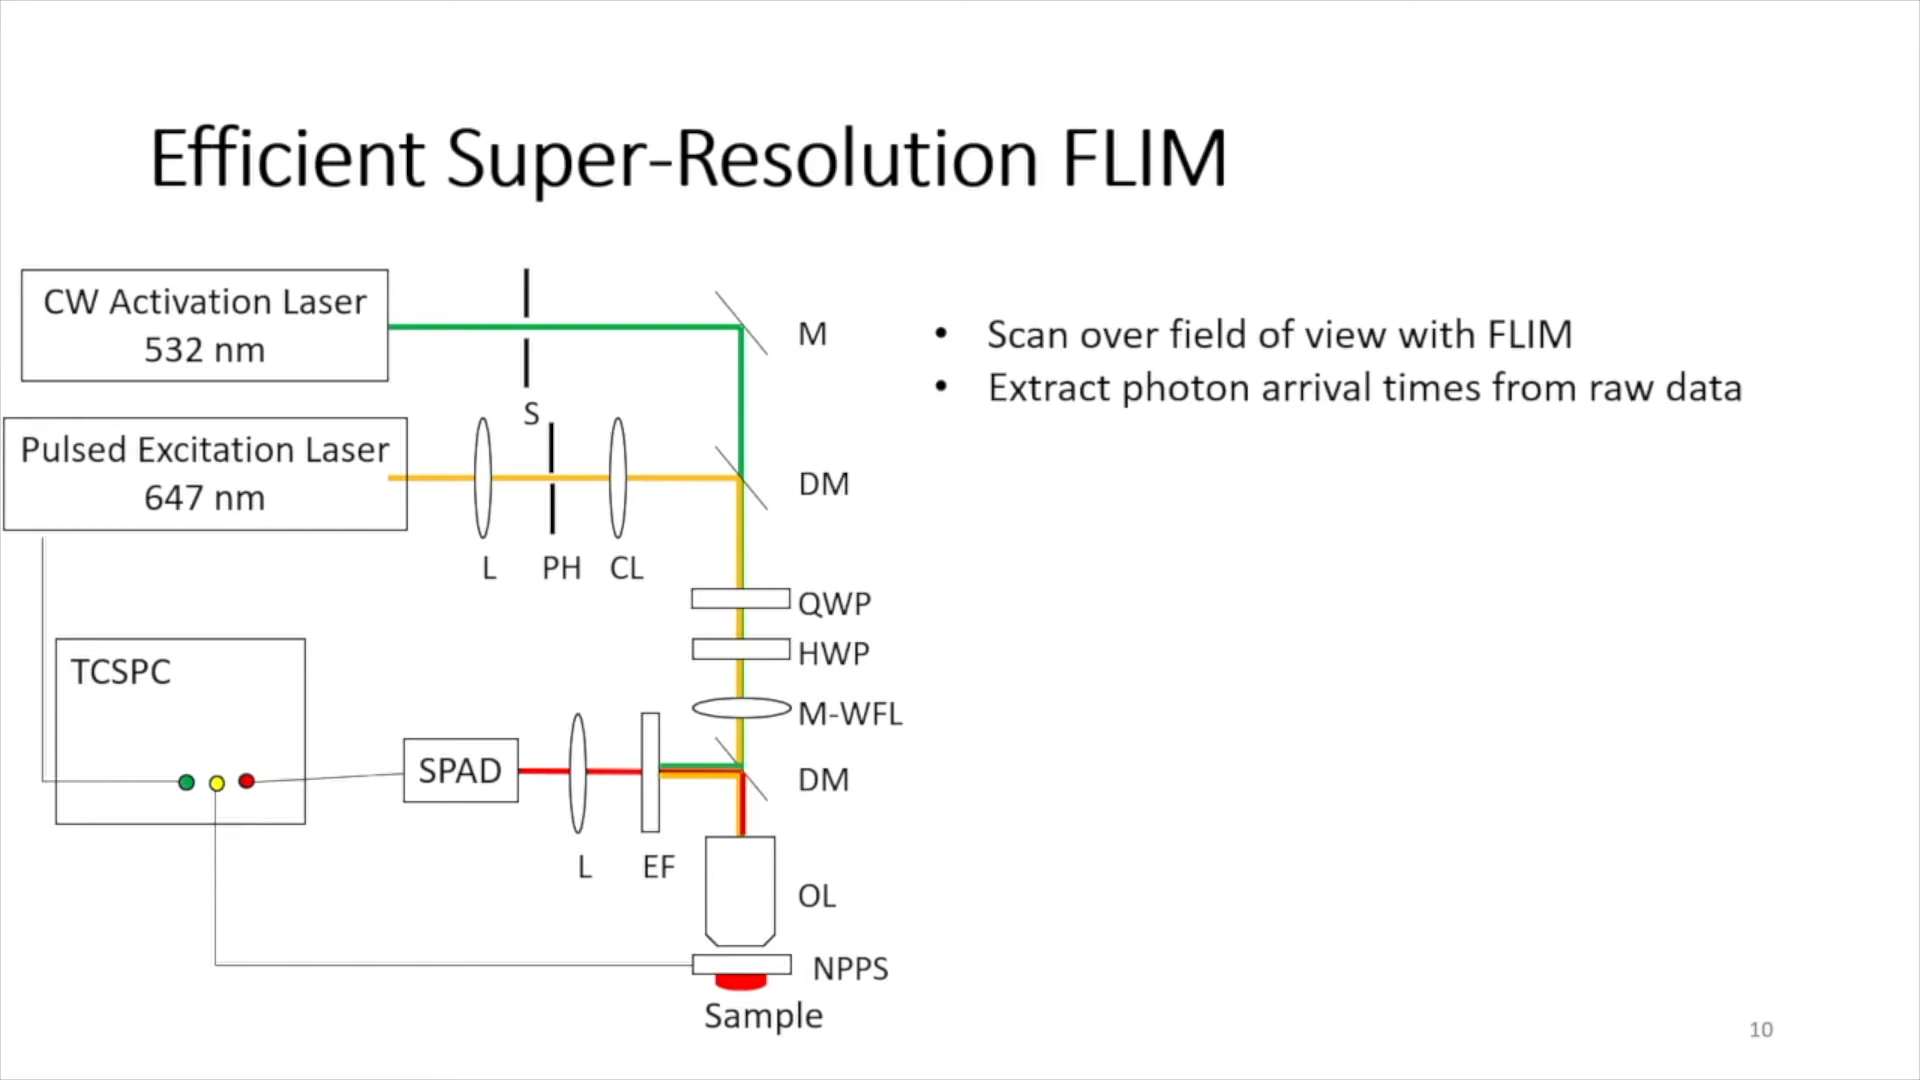 Efficient Super-Resolution FLIM
CW Activation Laser
532 nm
S
M
• Scan over field of view with FLIM
• Extract photon arrival times from raw data
Pulsed Excitation Laser
647 nm
L
PH
CL
DM
QWP
HWP
M-WFL
TCSPC
SPAD
L
EF
DM
OL
NPPS
Sample
10